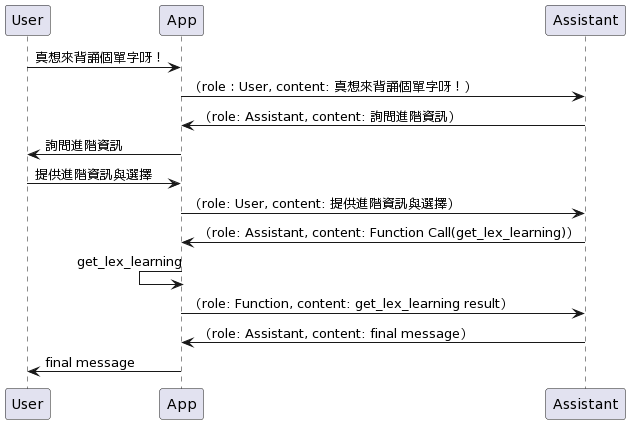 User App Assistant
真想來背誦個單字呀！
（role : User, content: 真想來背誦個單字呀！）
（role: Assistant, content: 詢問進階資訊）
詢問進階資訊
提供進階資訊與選擇
（role: User, content: 提供進階資訊與選擇）
（role: Assistant, content: Function Call(get_lex_learning)）
get_lex_learning
（role: Function, content: get_lex_learning result）
（role: Assistant, content: final message）
final message
User App Assistant